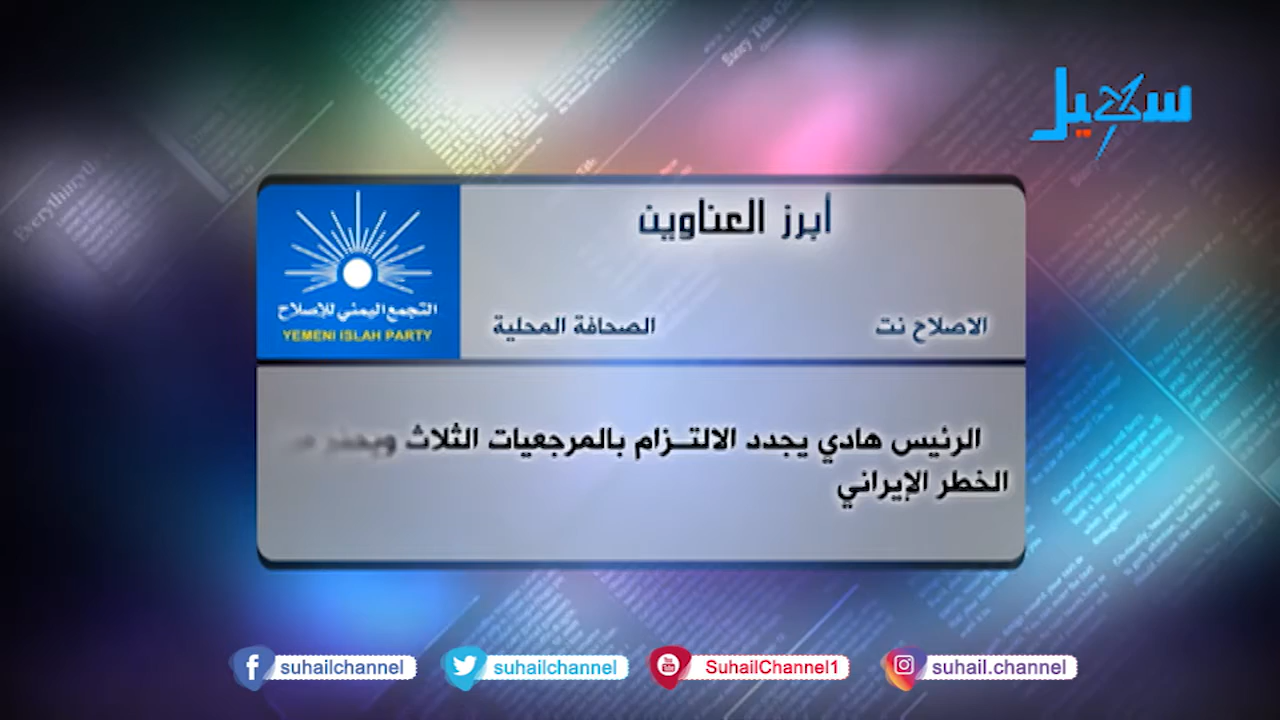 سهيل
أبرز العناوين
الاصلاح نت
الصحافة المحلية
التجمع اليمني للإصلاح
YEMENI ISLAH PARTY
الرئيس هادي يجدد الالتـزام بالمرجعيات الثلاث ويحذر
الخطر الإيراني
suhailchannel
suhailchannel
SuhailChannel1
suhail.channel